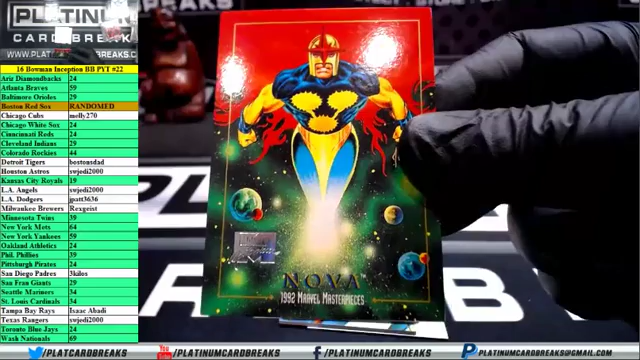 PLATINUM
CARD BREAK
WWW.PLATINUMCARDBREAKS.
16 Bowman Inception BB PYT #22
Ariz Diamondbacks 24
Atlanta Braves 59
Baltimore Orioles 29
Boston Red Sox RANDOMED
Chicago Cubs melly270
Chicago White Sox 24
Cincinnati Reds 24
Cleveland Indians 29
Colorado Rockies 44
Detroit Tigers bostonsdad
Houston Astros swjedi2000
Kansas City Royals 19
L.A. Angels swjedi2000
L.A. Dodgers jpatt3636
Milwaukee Brewers Rexgeist
Minnesota Twins 39
New York Mets 64
New York Yankees 59
Oakland Athletics 24
Phil. Phillies 39
Pittsburgh Pirates 24
San Diego Padres 3kilos
San Fran Giants 29
Seattle Mariners 34
St. Louis Cardinals 34
Tampa Bay Rays Isaac Abadi
Texas Rangers swjedi2000
Toronto Blue Jays 24
Wash Nationals 69
NOVA
1992 MARVEL MASTERPIECES
/PLATCARDBREAKS
/PLATINUMCARDBREAKS
/PLATINUMCARDBREAKS
PLATINUMCARDBREAKS@GMAIL.COM